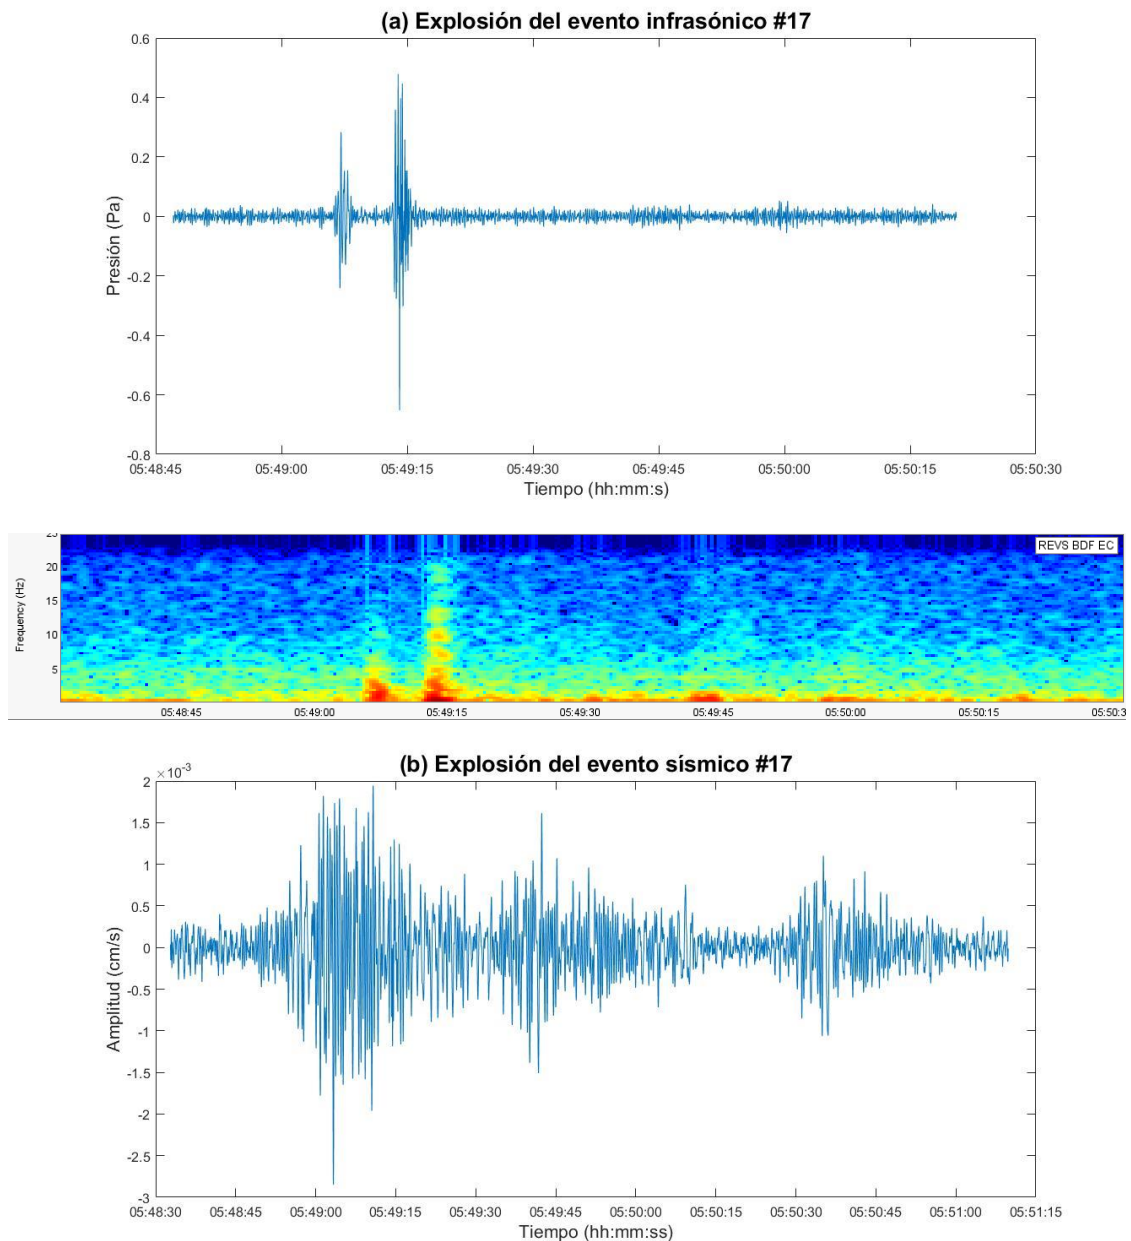 (a) Explosión del evento infrasónico #17
0.6
0.4
0.2
0
-0.2
-0.4
-0.6
-0.8
Presión (Pa)
05:48:45 05:49:00 05:49:15 05:49:30 05:49:45 05:50:00 05:50:15 05:50:30
Tiempo (hh:mm:s)
REVS BDF EC
25
20
15
10
5
Frequency (Hz)
05:48:45 05:49:00 05:49:15 05:49:30 05:49:45 05:50:00 05:50:15 05:50:3
(b) Explosión del evento sísmico #17
×10-3
2
1.5
1
0.5
0
-0.5
-1
-1.5
-2
-2.5
-3
Amplitud (cm/s)
05:48:30 05:48:45 05:49:00 05:49:15 05:49:30 05:49:45 05:50:00 05:50:15 05:50:30 05:50:45 05:51:00 05:51:15
Tiempo (hh:mm:ss)